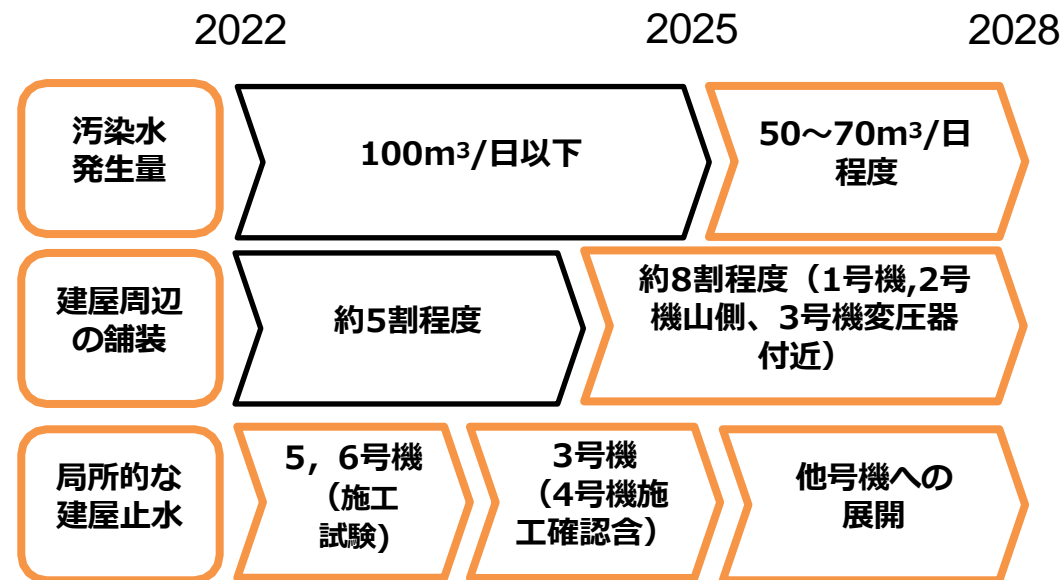 2022
2025
2028
汚染水
発生量
100m³/日以下
50～70m³/日
程度
建屋周辺
の舗装
約5割程度
約8割程度（1号機,2号
機山側、3号機変圧器
付近）
局所的な
建屋止水
5，6号機
（施工
試験)
3号機
（4号機施
工確認含）
他号機への
展開